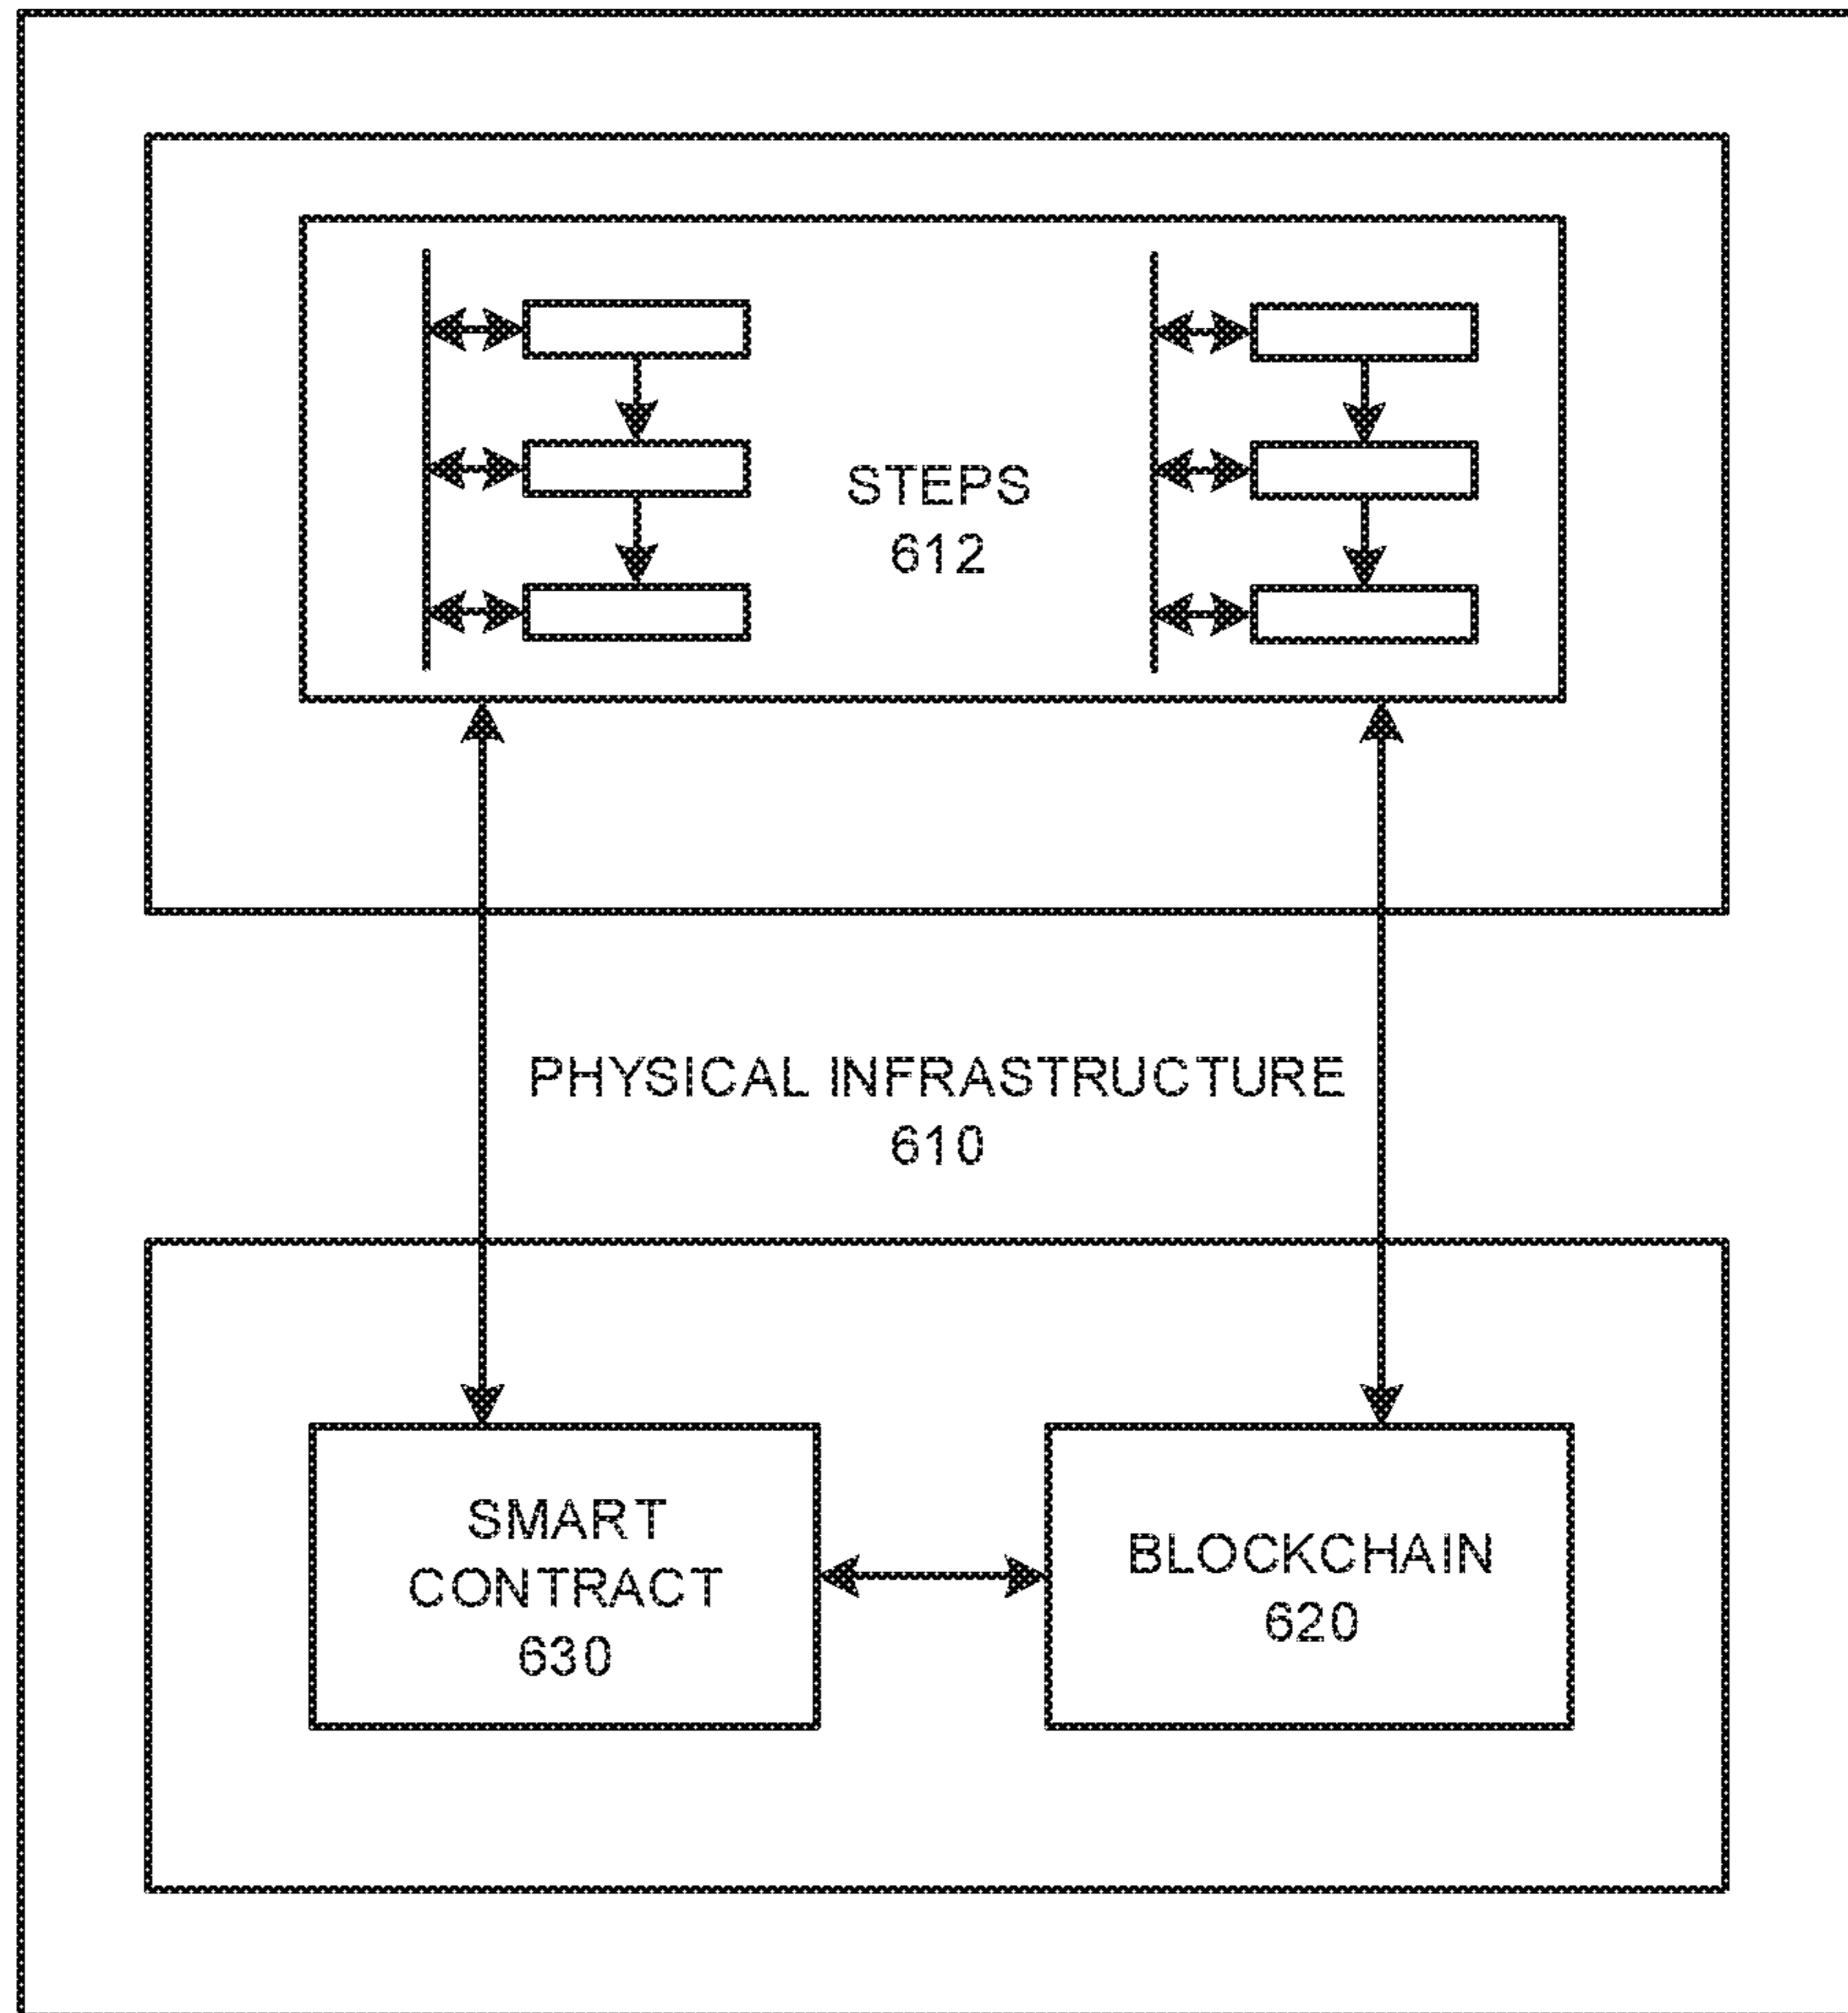 STEPS
612
PHYSICAL INFRASTRUCTURE
610
SMART
CONTRACT
630
BLOCKCHAIN
620